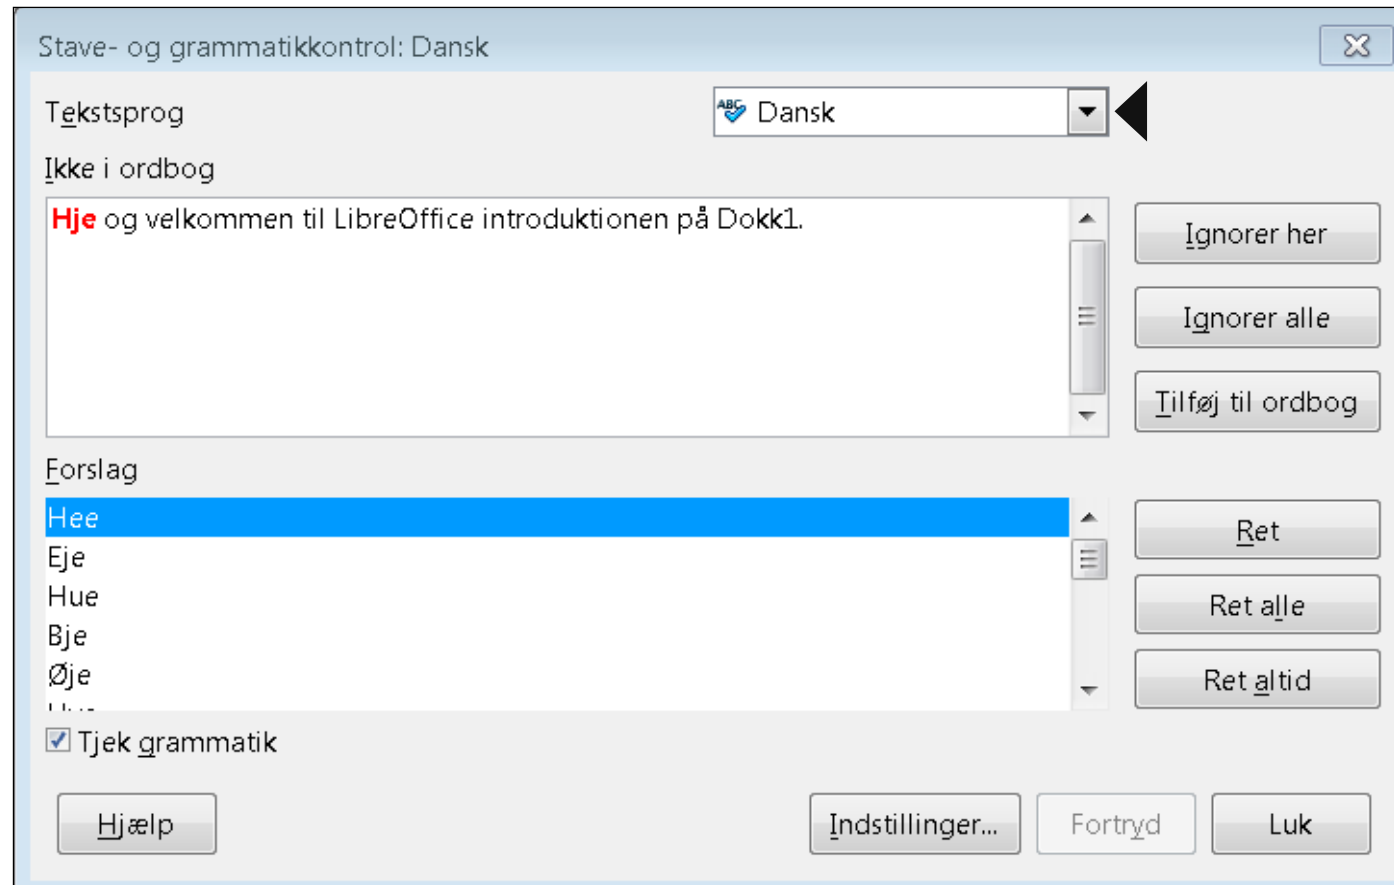 Stave- og grammatikkontrol: Dansk
Tekstsprog
ABC Dansk
Ikke i ordbog
Hje og velkommen til LibreOffice introduktionen på Dokk1.
Ignorer her
Ignorer alle
Tilføj til ordbog
Forslag
Hee
Eje
Hue
Bje
Øje
Ret
Ret alle
Ret altid
Tjek grammatik
Hjælp
Indstillinger...
Fortryd
Luk